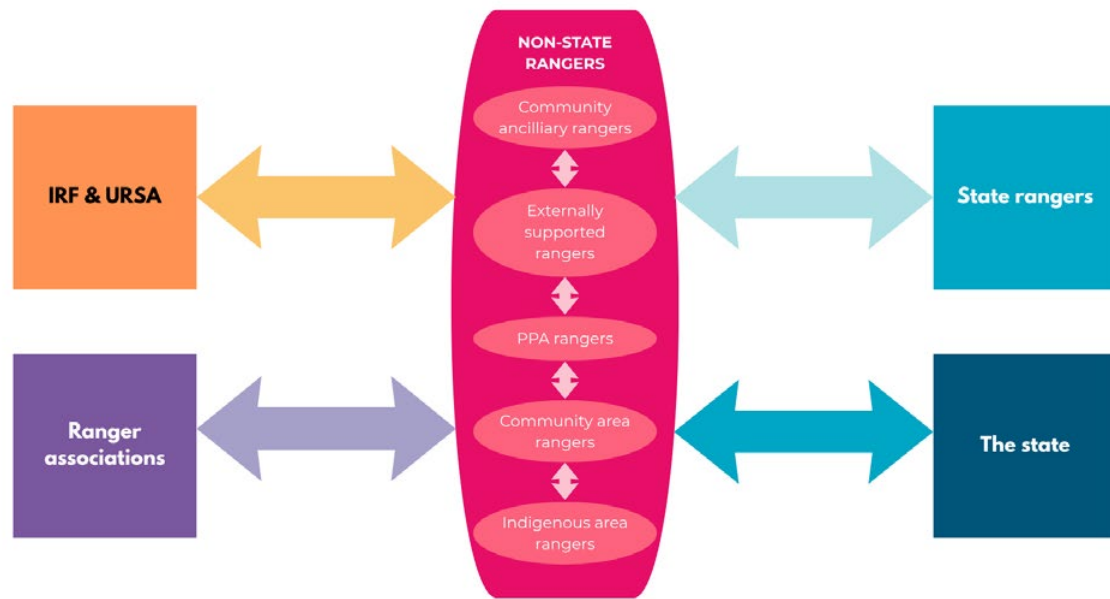 NON-STATE
RANGERS
Community
ancilliary rangers
IRF & URSA
Externally
supported
rangers
State rangers
PPA rangers
Ranger
associations
Community area
rangers
The state
Indigenous area
rangers